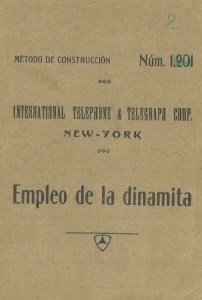 2
MÉTODO DE CONSTRUCCIÓN Núm. 1.201
INTERNATIONAL TELEPHONE & TELEGRAPH CORP.
NEW-YORK
Empleo de la dinamita